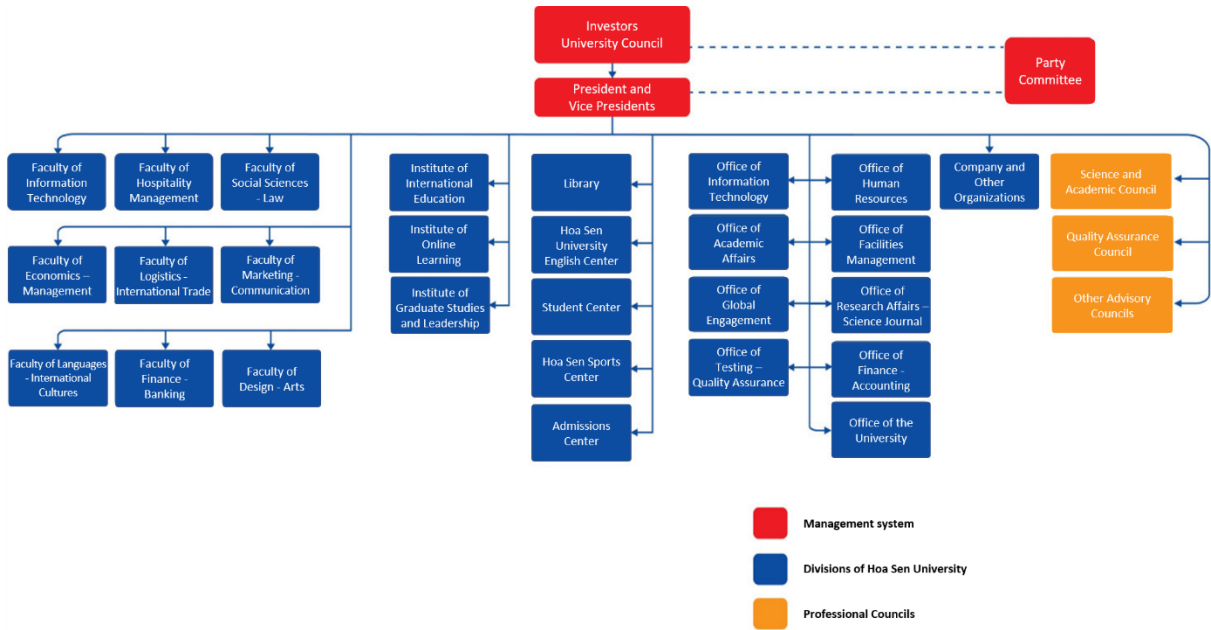 Investors
University Council
Party
Committee
President and
Vice Presidents
Faculty of
Information
Technology
Faculty of
Hospitality
Management
Faculty of
Social Sciences
- Law
Faculty of
Economics –
Management
Faculty of
Logistics -
International Trade
Faculty of
Marketing -
Communication
Faculty of Languages
- International
Cultures
Faculty of
Finance -
Banking
Faculty of
Design - Arts
Institute of
International
Education
Institute of
Online
Learning
Institute of
Graduate Studies
and Leadership
Library
Hoa Sen
University
English Center
Student Center
Hoa Sen Sports
Center
Admissions
Center
Office of
Information
Technology
Office of
Academic
Affairs
Office of
Global
Engagement
Office of
Testing –
Quality Assurance
Office of
Human
Resources
Office of
Facilities
Management
Office of
Research Affairs –
Science Journal
Office of
Finance -
Accounting
Office of the
University
Company and
Other
Organizations
Science and
Academic Council
Quality Assurance
Council
Other Advisory
Councils
Management system
Divisions of Hoa Sen University
Professional Councils